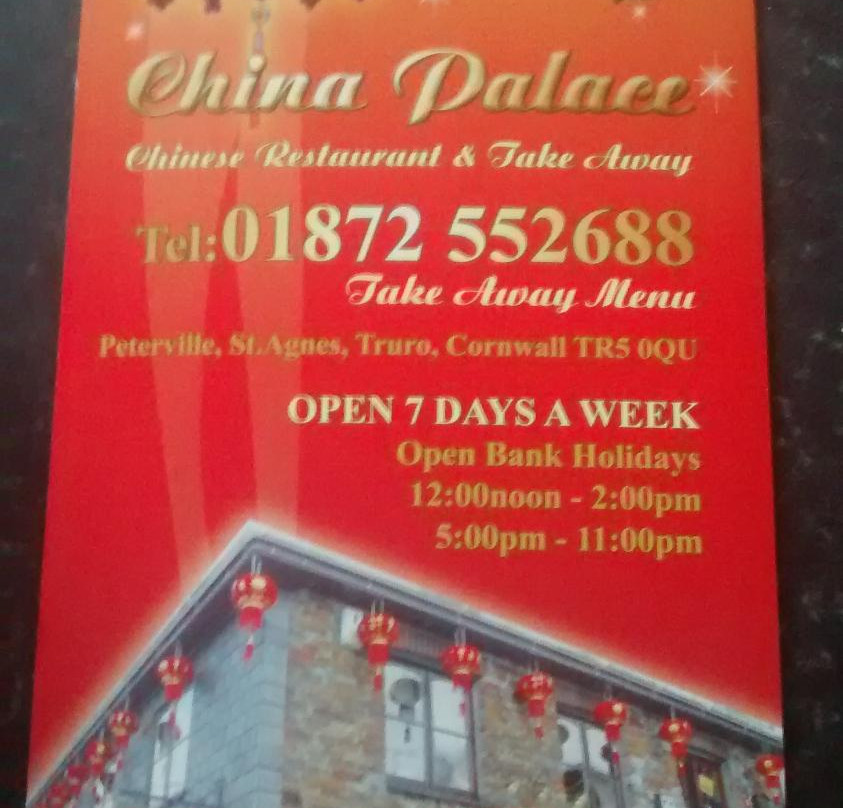 China Palace
Chinese Restaurant & Take Away
Tel:01872 552688
Take Away Menu
Peterville, St.Agnes, Truro, Cornwall TR5 0QU
OPEN 7 DAYS A WEEK
Open Bank Holidays
12:00noon - 2:00pm
5:00pm - 11:00pm